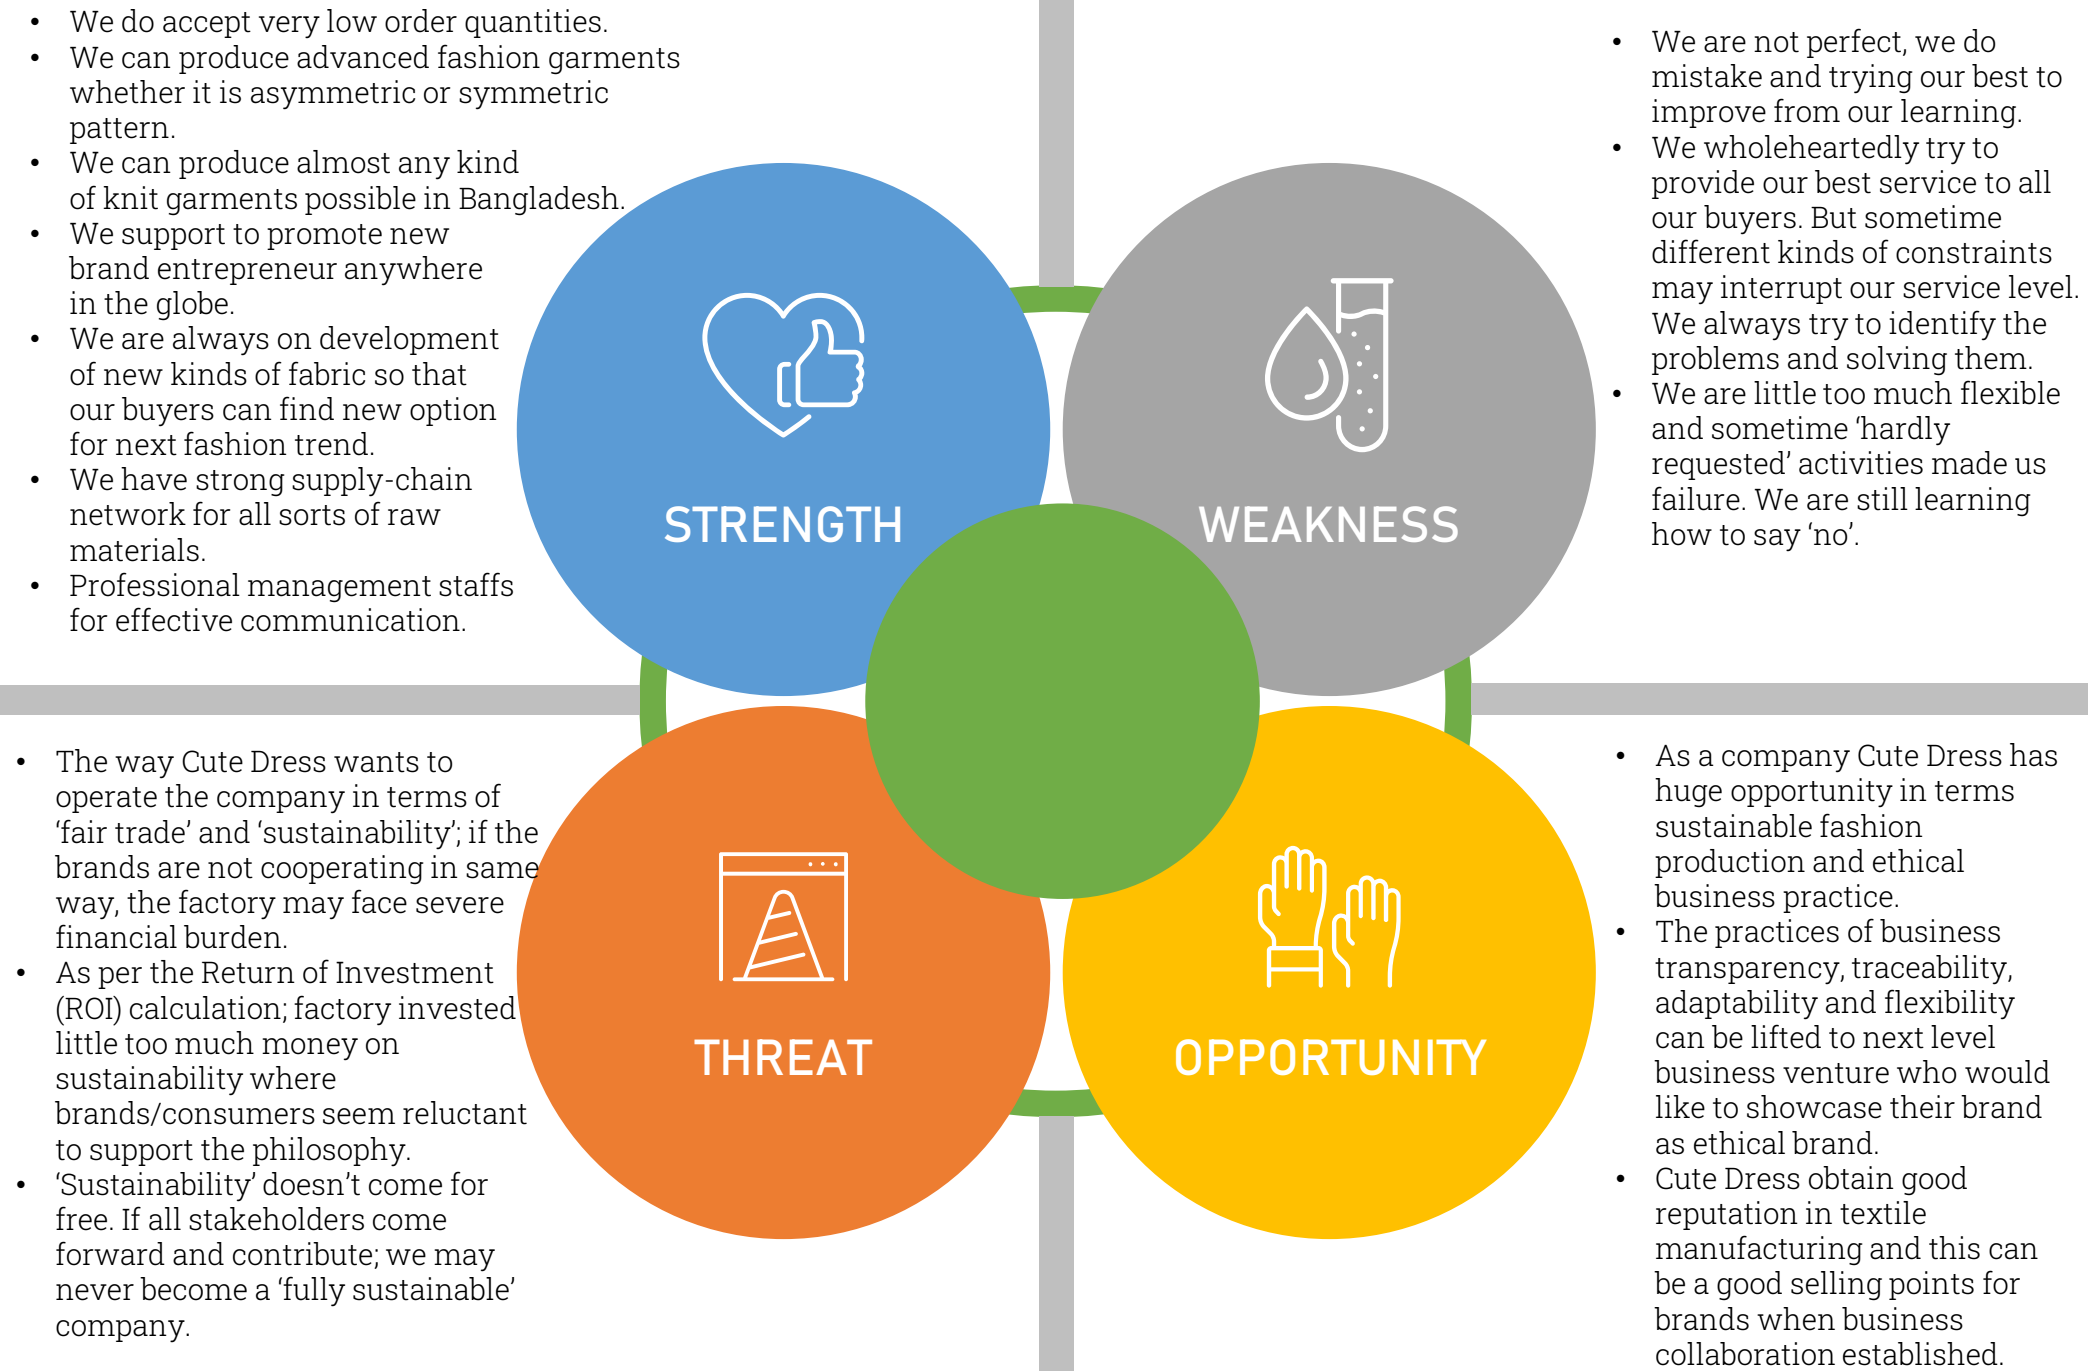 • We do accept very low order quantities.
• We can produce advanced fashion garments
whether it is asymmetric or symmetric
pattern.
• We can produce almost any kind
of knit garments possible in Bangladesh.
• We support to promote new
brand entrepreneur anywhere
in the globe.
• We are always on development
of new kinds of fabric so that
our buyers can find new option
for next fashion trend.
• We have strong supply-chain
network for all sorts of raw
materials.
• Professional management staffs
for effective communication.
STRENGTH
• We are not perfect, we do
mistake and trying our best to
improve from our learning.
• We wholeheartedly try to
provide our best service to all
our buyers. But sometime
different kinds of constraints
may interrupt our service level.
We always try to identify the
problems and solving them.
• We are little too much flexible
and sometime ‘hardly
requested’ activities made us
failure. We are still learning
how to say ‘no’.
WEAKNESS
• The way Cute Dress wants to
operate the company in terms of
‘fair trade’ and ‘sustainability’; if the
brands are not cooperating in same
way, the factory may face severe
financial burden.
• As per the Return of Investment
(ROI) calculation; factory invested
little too much money on
sustainability where
brands/consumers seem reluctant
to support the philosophy.
• ‘Sustainability’ doesn’t come for
free. If all stakeholders come
forward and contribute; we may
never become a ‘fully sustainable’
company.
THREAT
• As a company Cute Dress has
huge opportunity in terms
sustainable fashion
production and ethical
business practice.
• The practices of business
transparency, traceability,
adaptability and flexibility
can be lifted to next level
business venture who would
like to showcase their brand
as ethical brand.
• Cute Dress obtain good
reputation in textile
manufacturing and this can
be a good selling points for
brands when business
collaboration established.
OPPORTUNITY